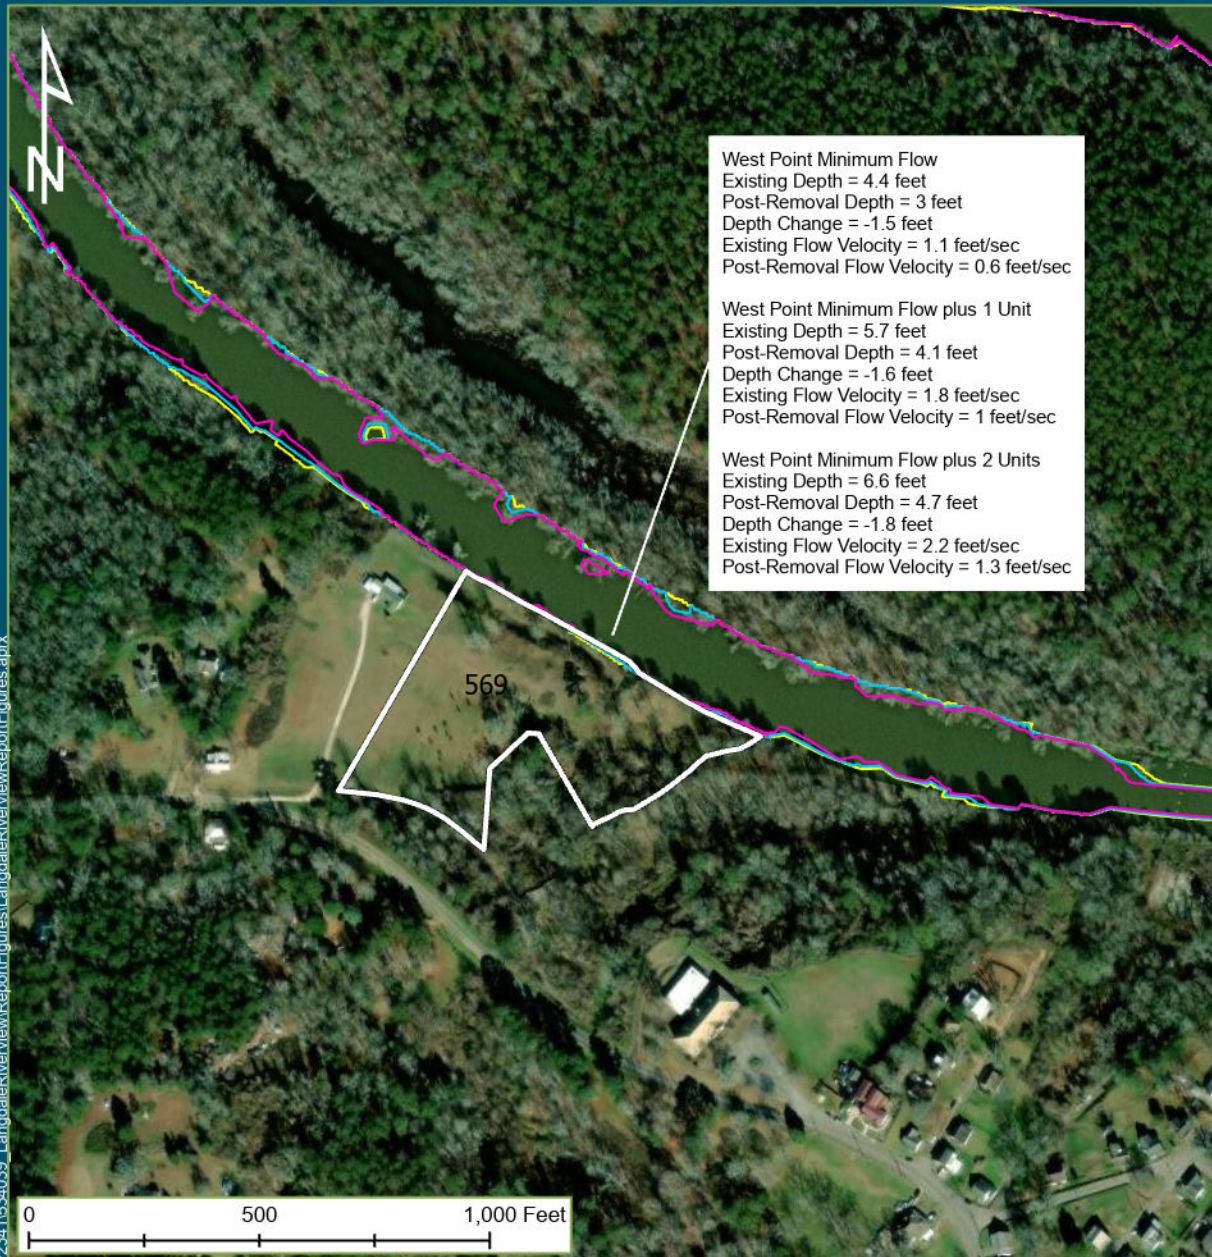 N
West Point Minimum Flow
Existing Depth = 4.4 feet
Post-Removal Depth = 3 feet
Depth Change = -1.5 feet
Existing Flow Velocity = 1.1 feet/sec
Post-Removal Flow Velocity = 0.6 feet/sec
West Point Minimum Flow plus 1 Unit
Existing Depth = 5.7 feet
Post-Removal Depth = 4.1 feet
Depth Change = -1.6 feet
Existing Flow Velocity = 1.8 feet/sec
Post-Removal Flow Velocity = 1 feet/sec
West Point Minimum Flow plus 2 Units
Existing Depth = 6.6 feet
Post-Removal Depth = 4.7 feet
Depth Change = -1.8 feet
Existing Flow Velocity = 2.2 feet/sec
Post-Removal Flow Velocity = 1.3 feet/sec
569
0 500 1,000 Feet